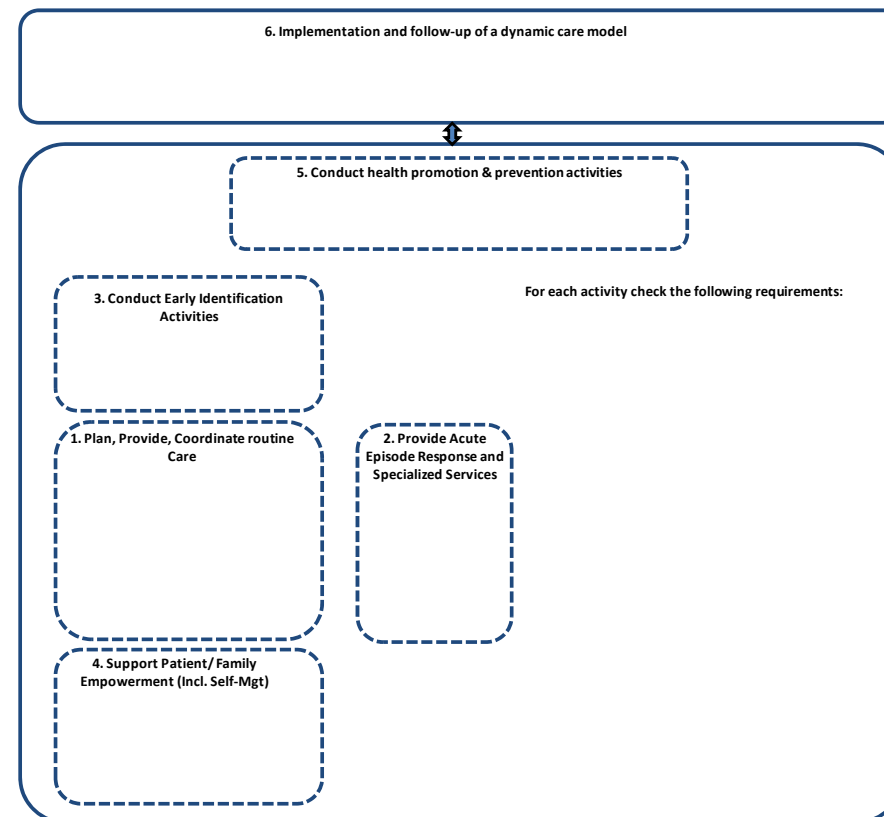 6. Implementation and follow-up of a dynamic care model
5. Conduct health promotion & prevention activities
3. Conduct Early Identification
Activities
For each activity check the following requirements:
1. Plan, Provide, Coordinate routine
Care
2. Provide Acute
Episode Response and
Specialized Services
4. Support Patient/ Family
Empowerment (Incl. Self-Mgt)